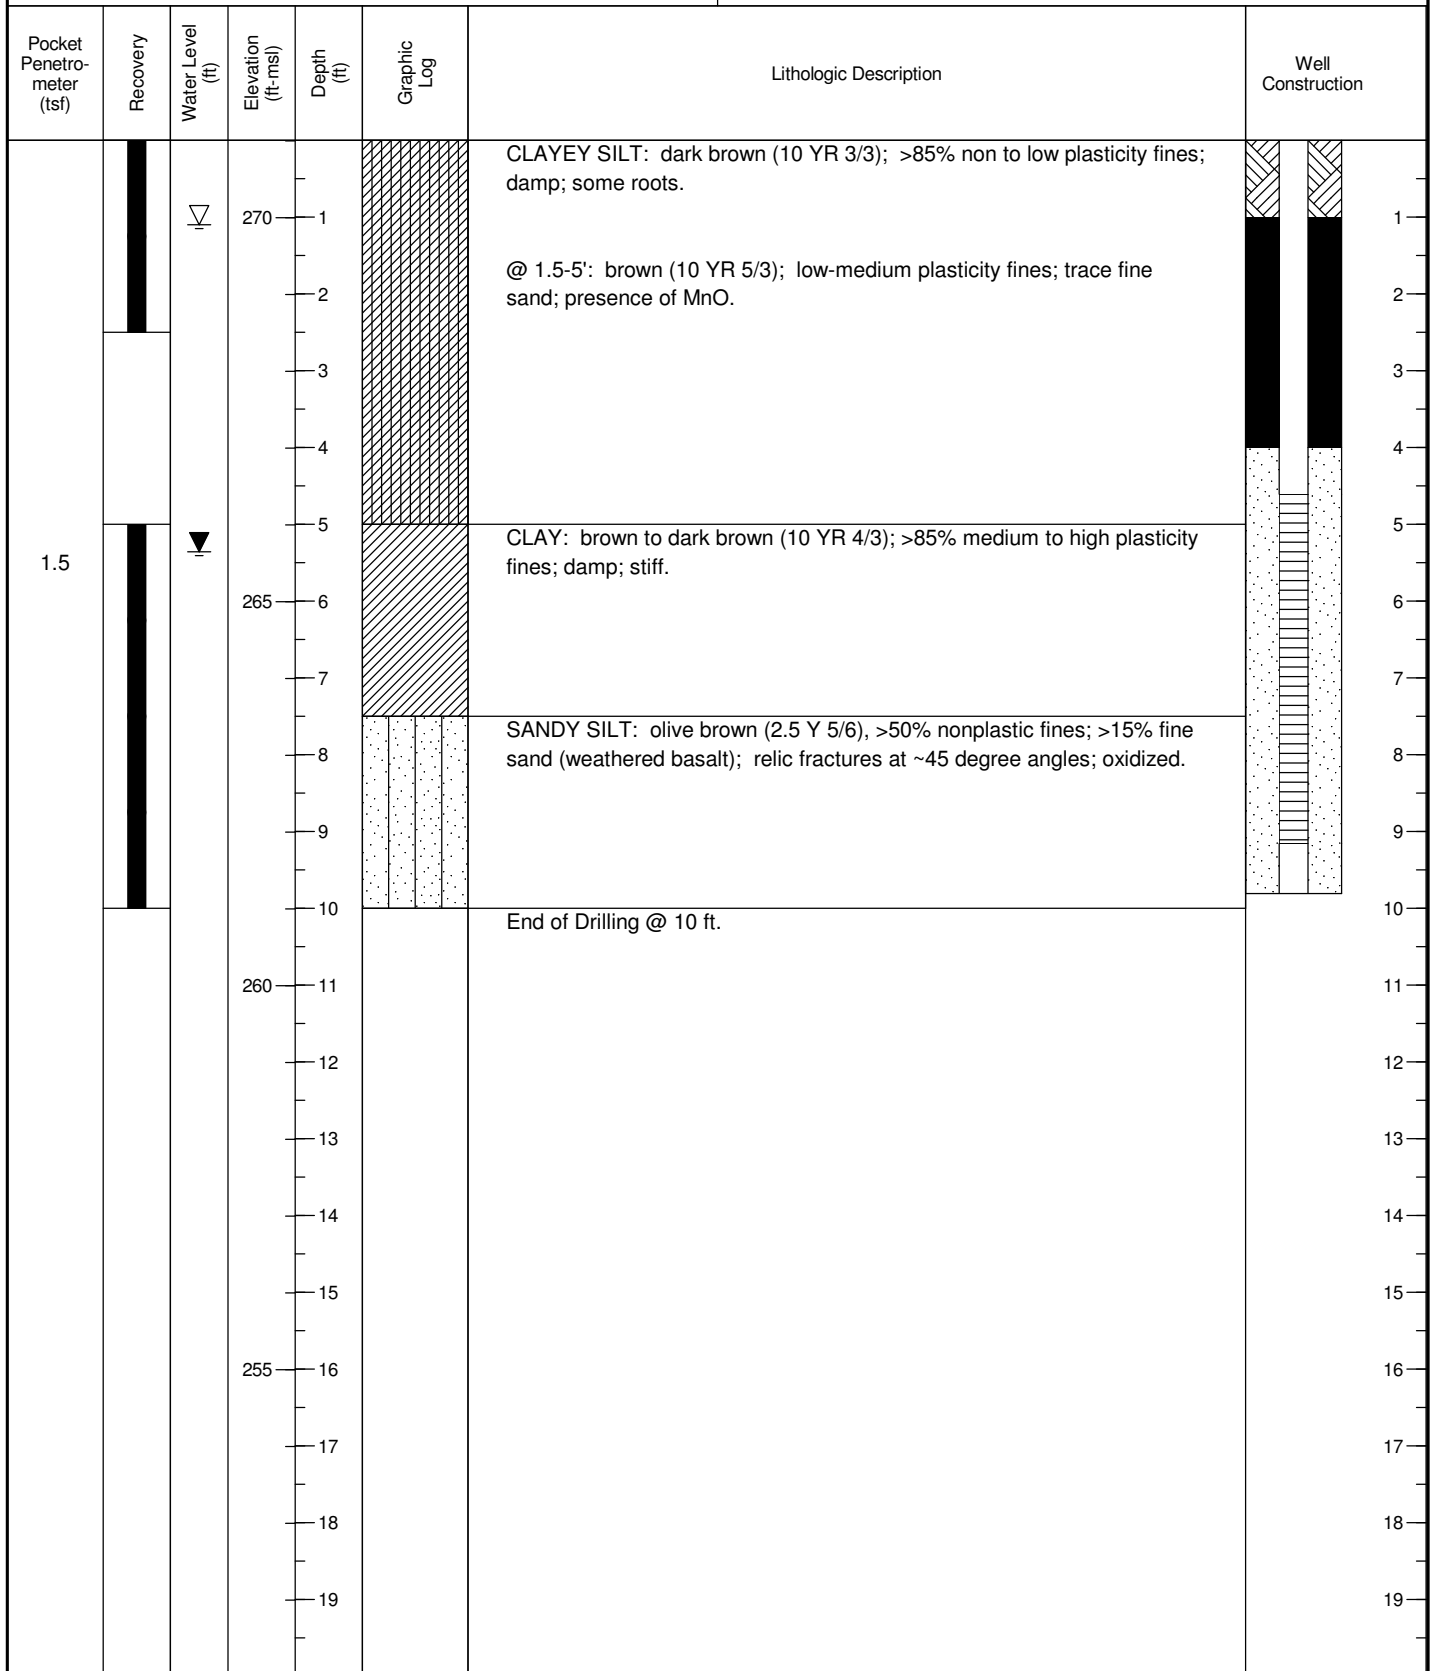 Pocket
Penetro-
meter
(tsf)
Recovery
Water Level
(ft)
Elevation
(ft-msl)
Depth
(ft)
Graphic
Log
Lithologic Description
Well
Construction
CLAYEY SILT:  dark brown (10 YR 3/3);  >85% non to low plasticity fines;
damp; some roots.
270 1 1
@ 1.5-5':  brown (10 YR 5/3);  low-medium plasticity fines; trace fine
2 2
sand; presence of MnO.
3 3
4 4
5 5
CLAY:  brown to dark brown (10 YR 4/3); >85% medium to high plasticity
1.5
fines; damp; stiff.
265 6 6
7 7
SANDY SILT:  olive brown (2.5 Y 5/6), >50% nonplastic fines; >15% fine
8 8
sand (weathered basalt);  relic fractures at ~45 degree angles; oxidized.
9 9
10 10
End of Drilling @ 10 ft.
260 11 11
12 12
13 13
14 14
15 15
255 16 16
17 17
18 18
19 19